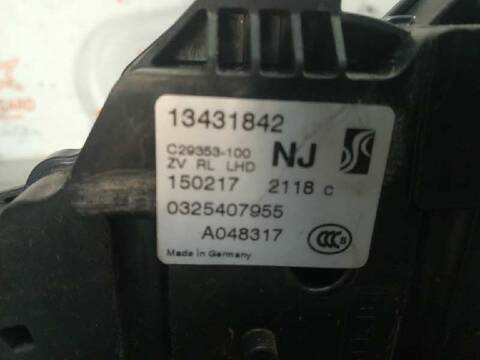 13431842
C29353-100 NJ
ZV RL LHD
150217 2118 C
0325407955
A048317
Made in Germany